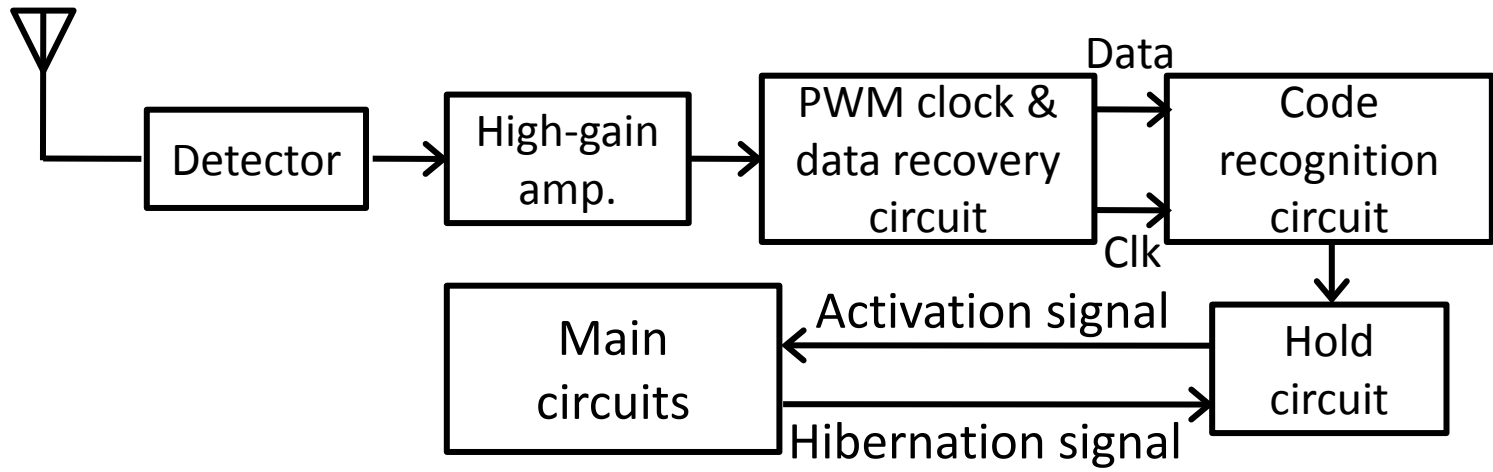 Detector
High-gain
amp.
PWM clock &
data recovery
circuit
Data
Clk
Code
recognition
circuit
Main
circuits
Activation signal
Hibernation signal
Hold
circuit